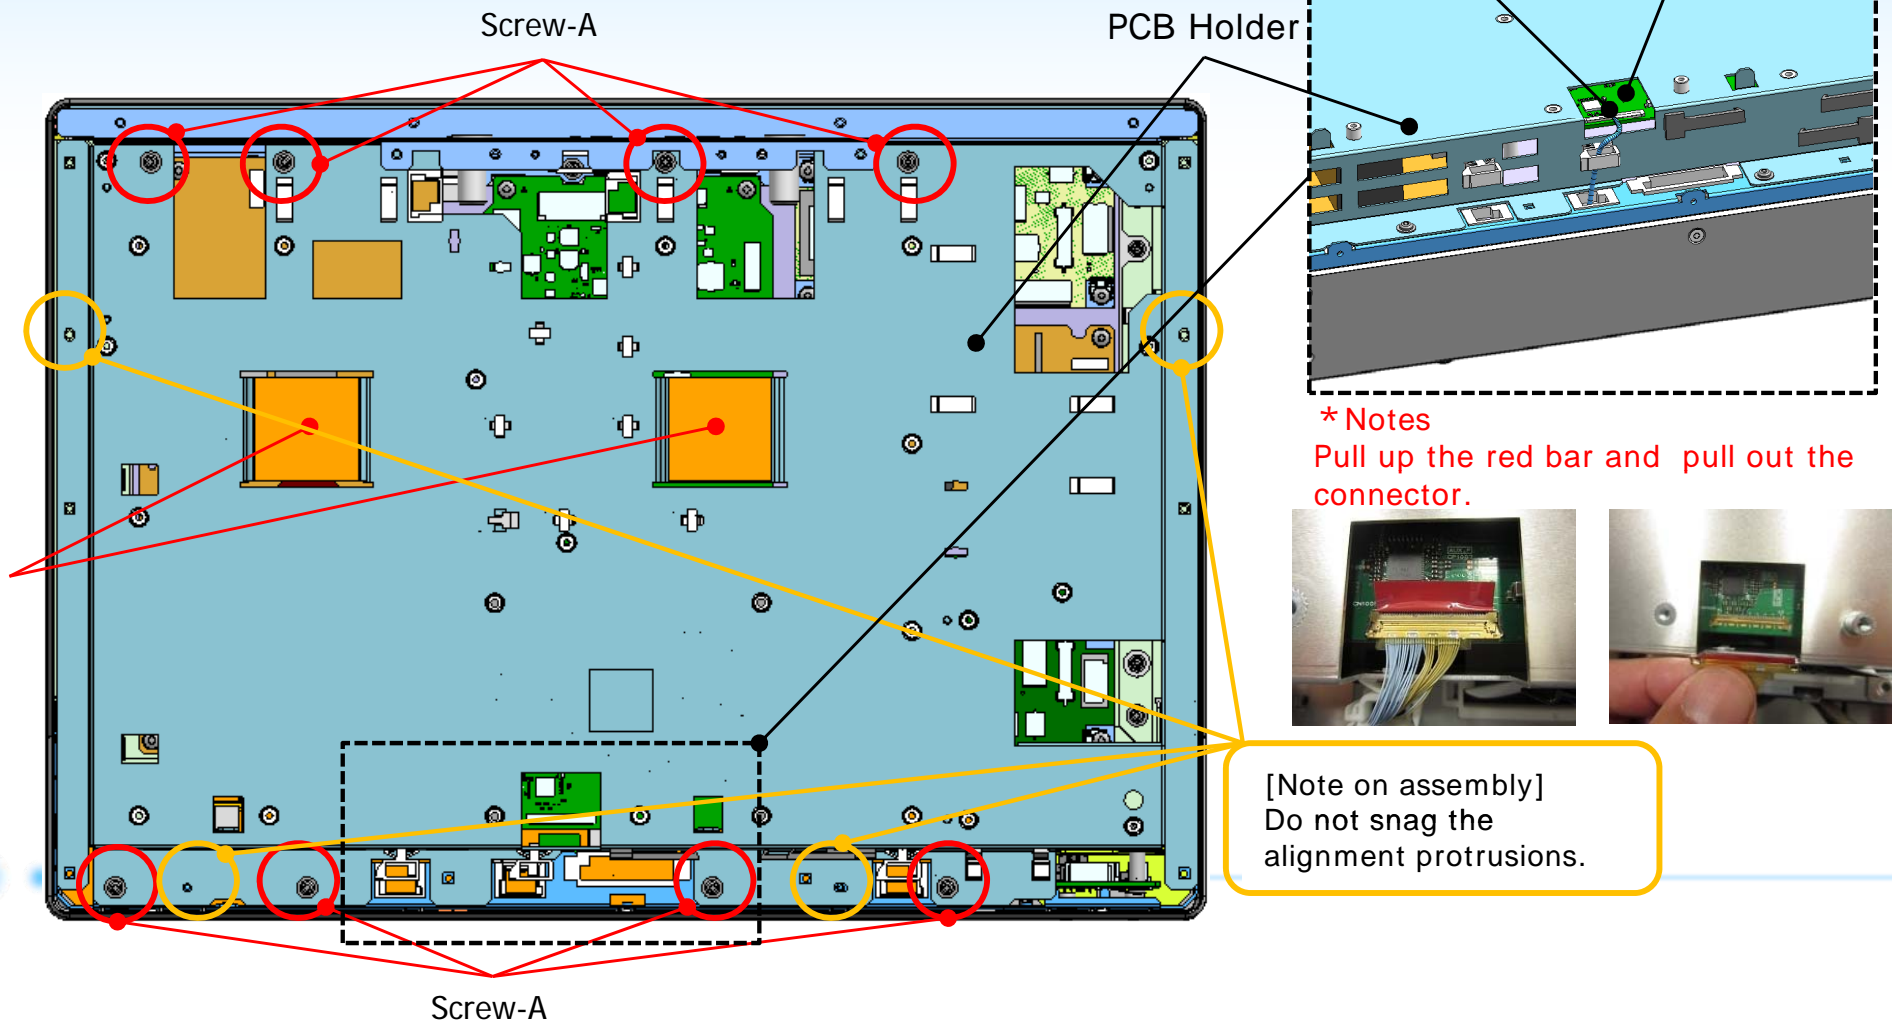 Screw-A
PCB Holder
* Notes
Pull up the red bar and pull out the
connector.
[Note on assembly]
Do not snag the
alignment protrusions.
Screw-A